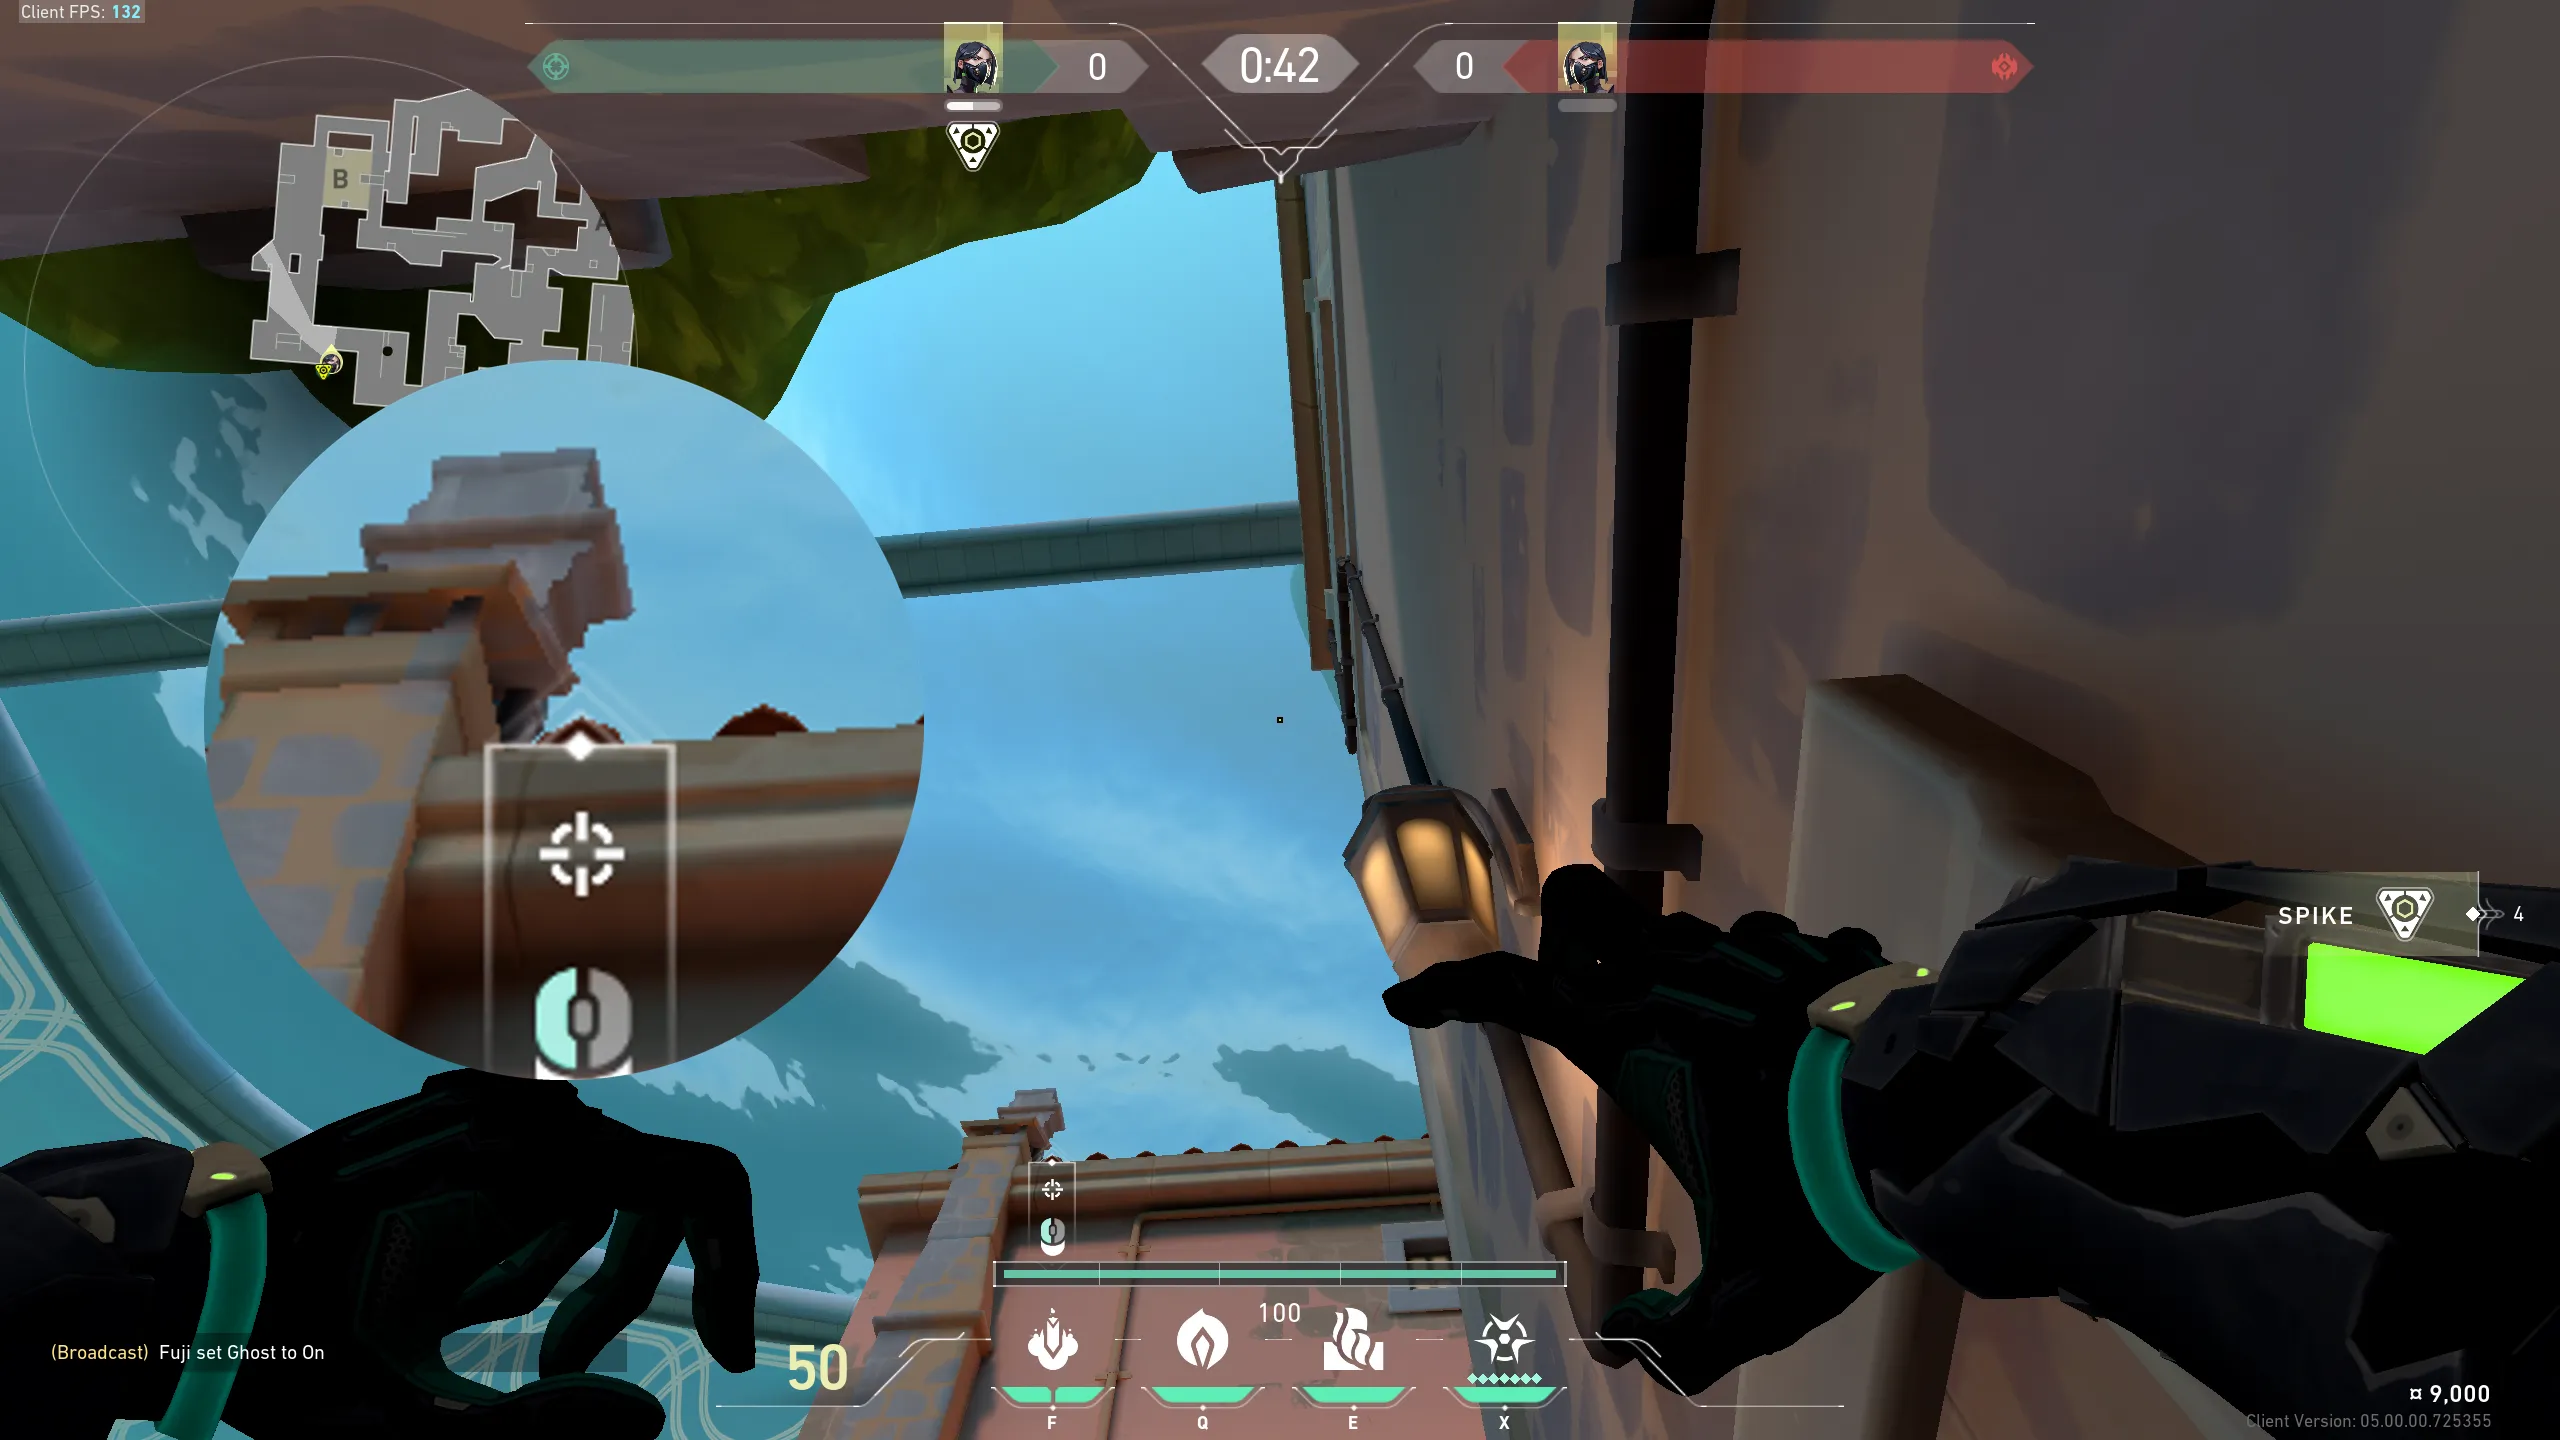 Client FPS: 132
0
0:42
0
B
A
SPIKE
4
(Broadcast) Fuji set Ghost to On
50
100
F
Q
E
X
¤ 9,000
Client Version: 05.00.00.725355